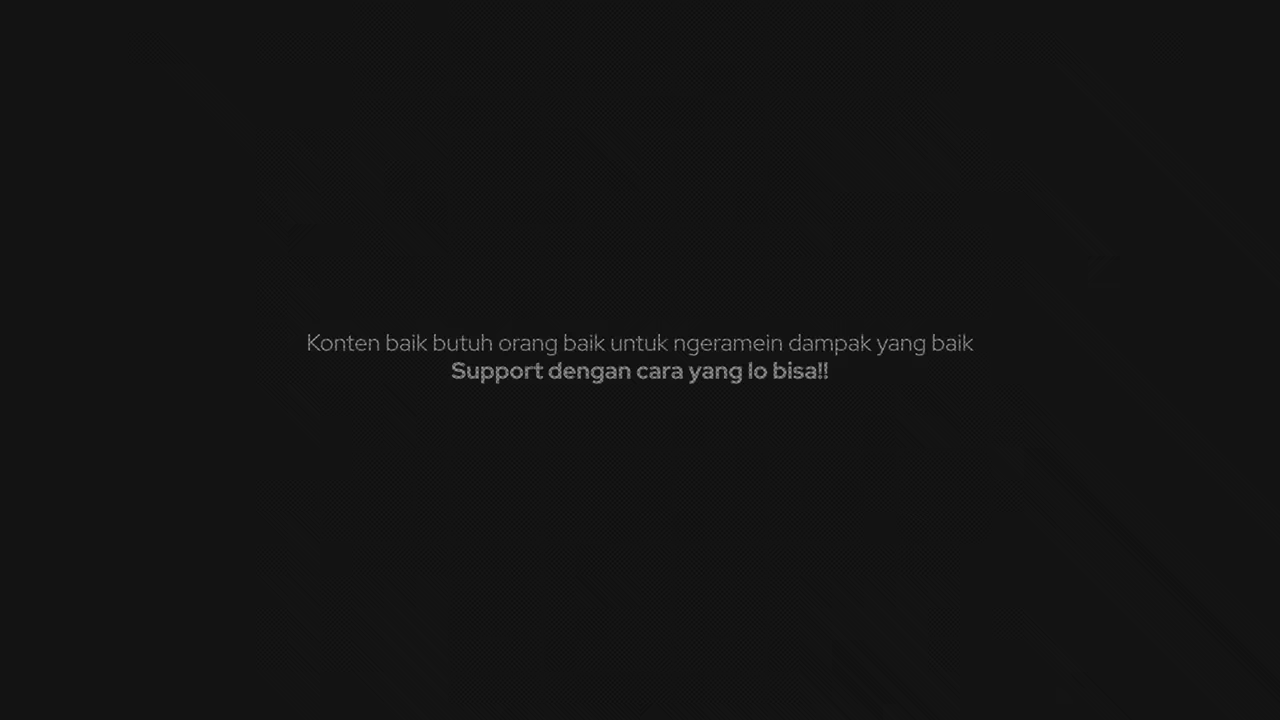 Konten baik butuh orang baik untuk ngeramein dampak yang baik
Support dengan cara yang lo bisa!!